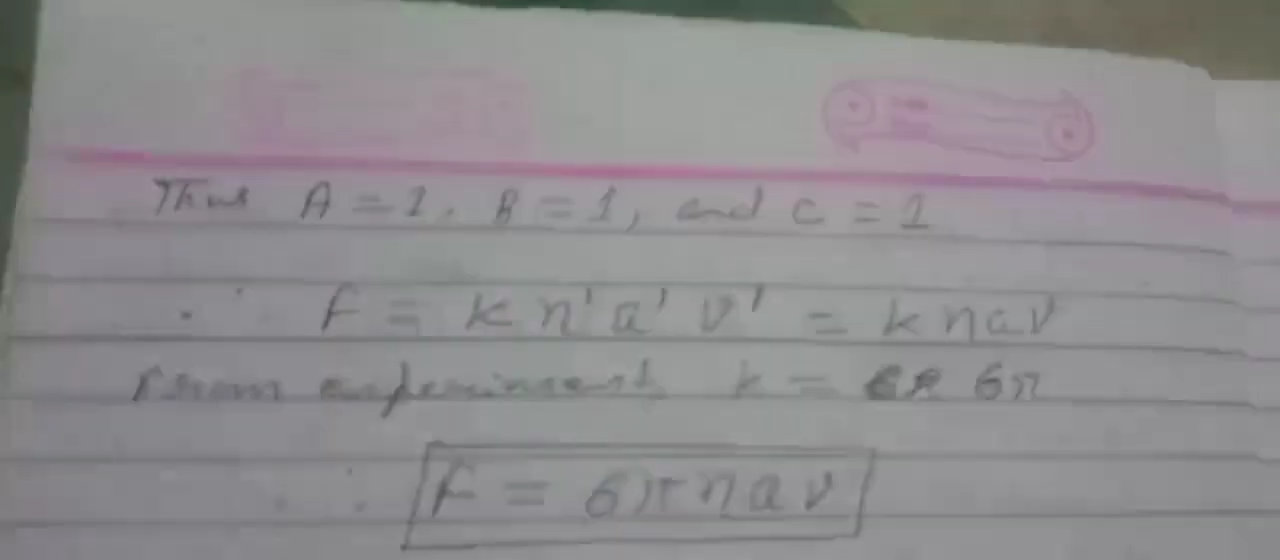 Thus A = 1, B = 1, and C = 1
∴ F = k η¹ a¹ v¹ = k η a v
From experiment, k = 6π
∴ F = 6π η a v